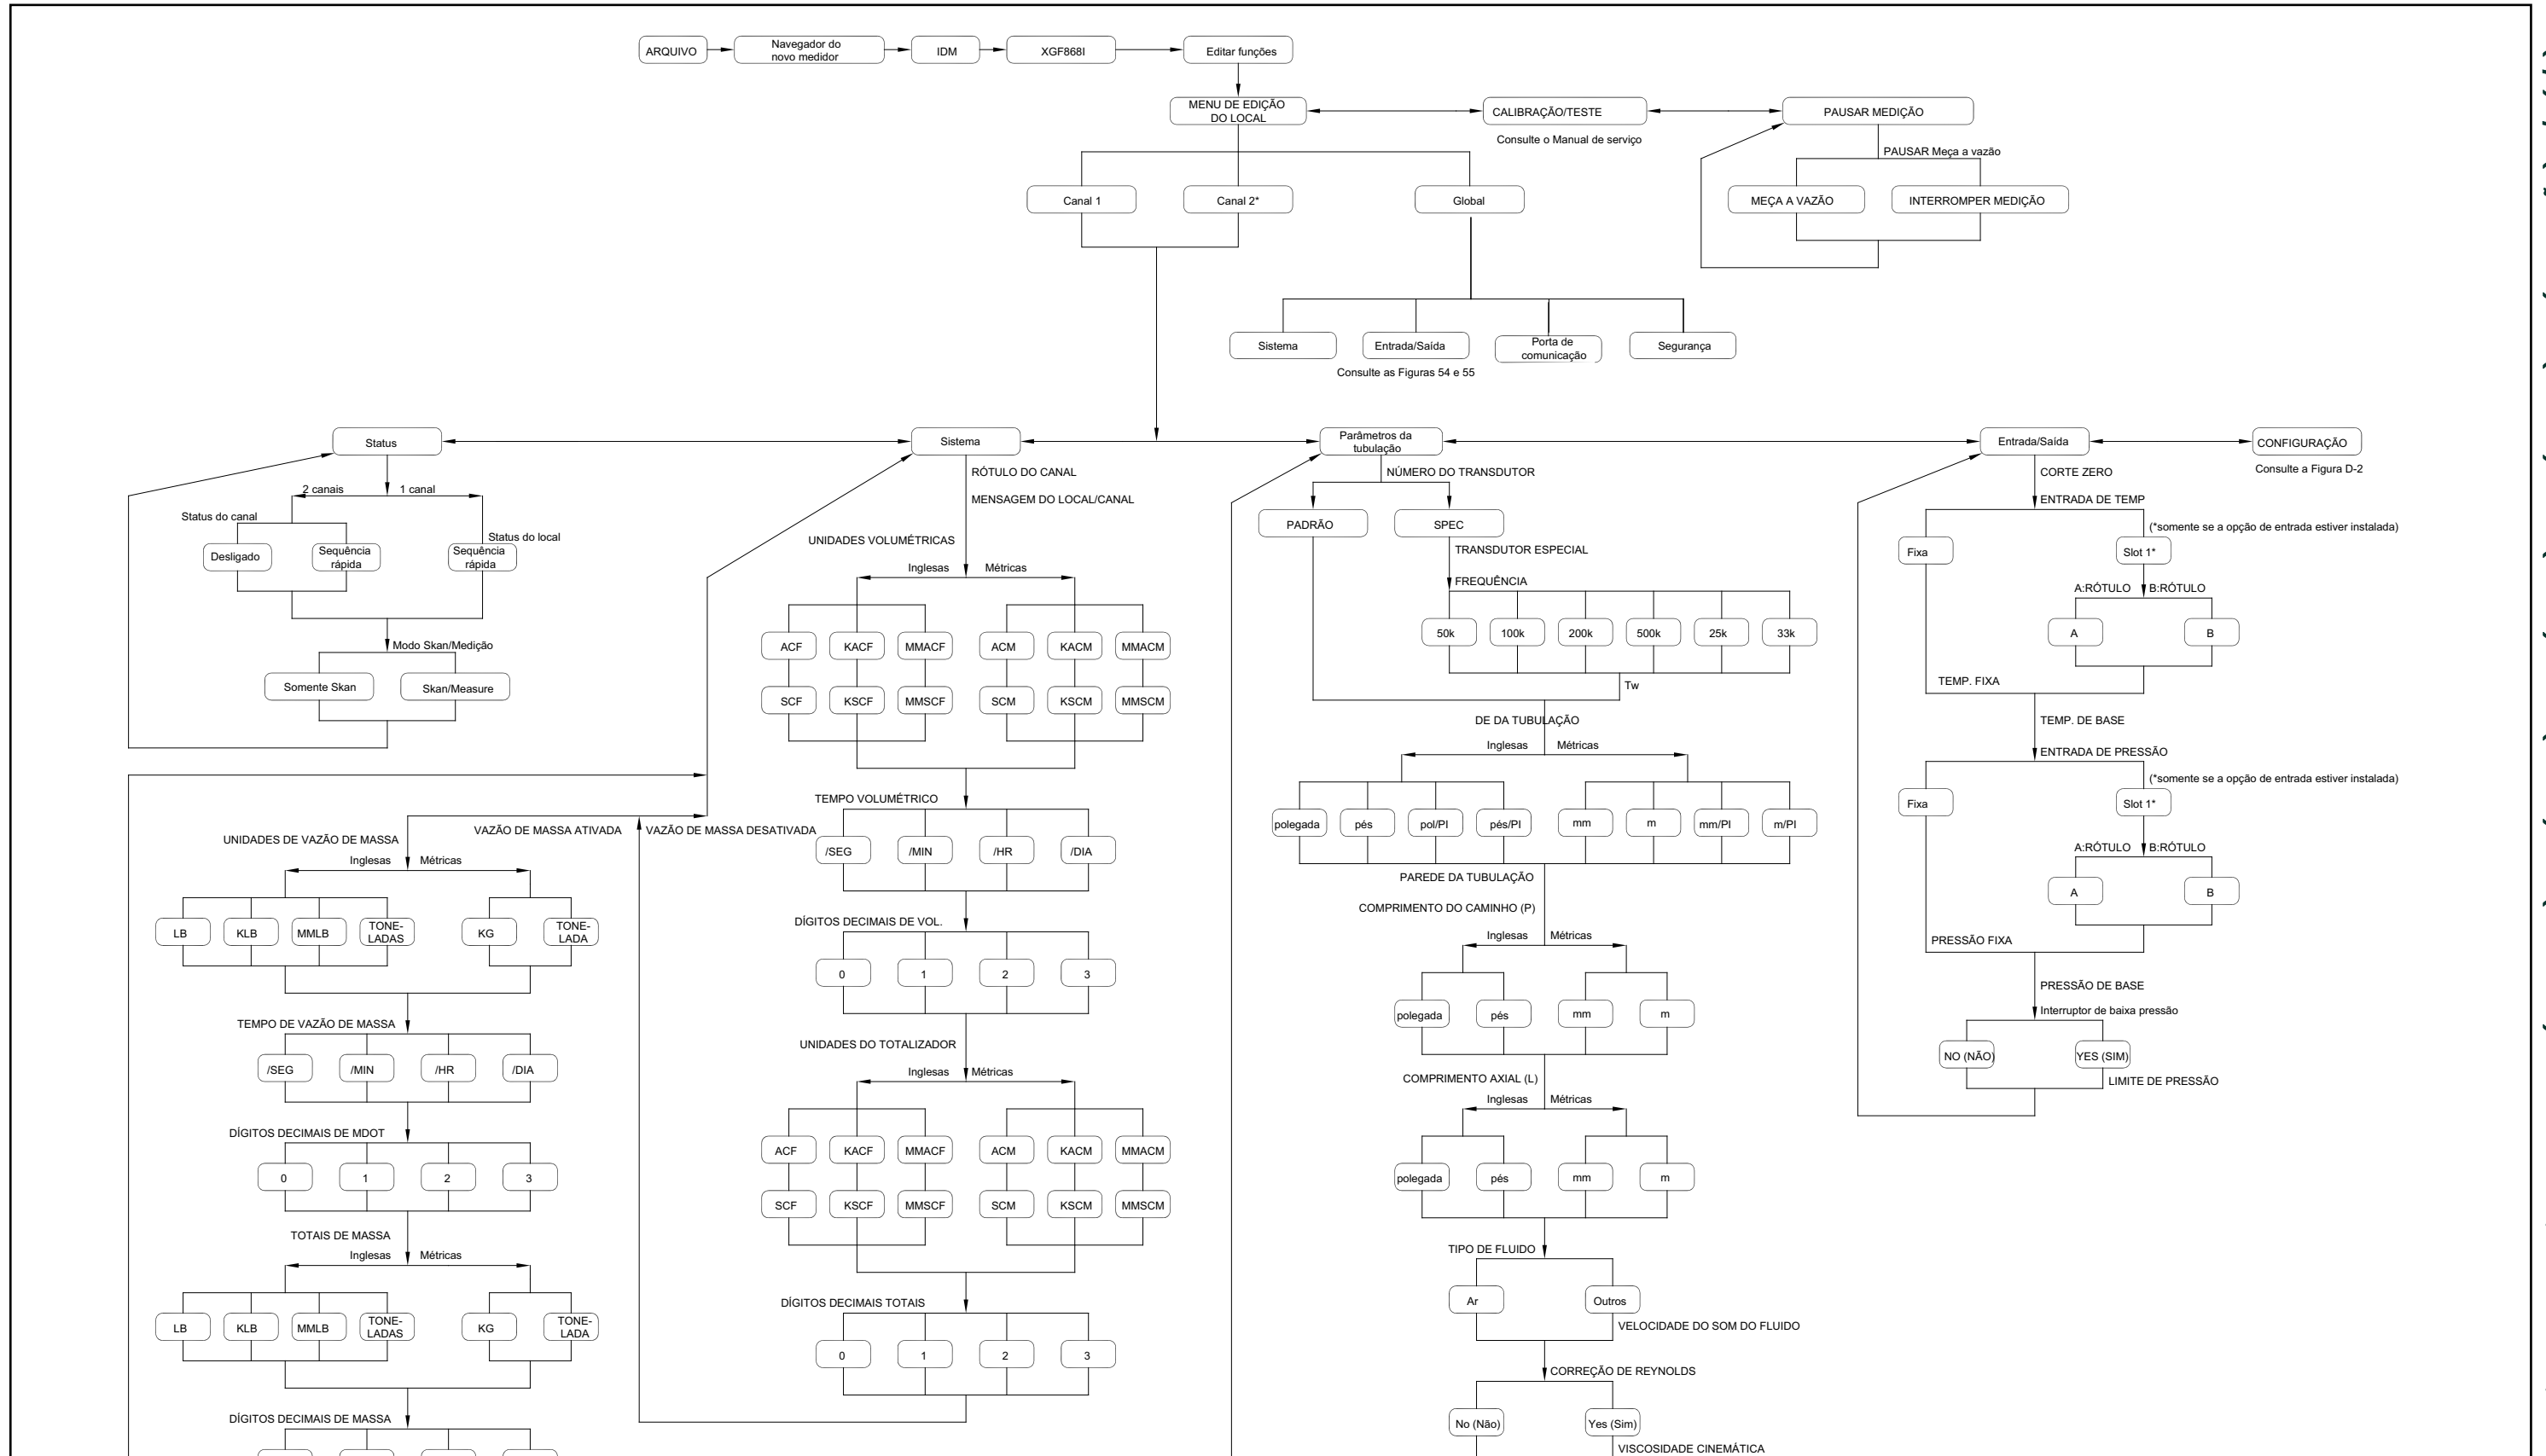 ARQUIVO
Navegador do
novo medidor
IDM
XGF868I
Editar funções
MENU DE EDIÇÃO
DO LOCAL
CALIBRAÇÃO/TESTE
Consulte o Manual de serviço
PAUSAR MEDIÇÃO
PAUSAR Meça a vazão
MEÇA A VAZÃO
INTERROMPER MEDIÇÃO
Canal 1
Canal 2*
Global
Sistema
Entrada/Saída
Porta de
comunicação
Segurança
Consulte as Figuras 54 e 55
Status
2 canais
1 canal
Status do canal
Status do local
Desligado
Sequência
rápida
Sequência
rápida
Modo Skan/Medição
Somente Skan
Skan/Measure
Sistema
RÓTULO DO CANAL
MENSAGEM DO LOCAL/CANAL
UNIDADES VOLUMÉTRICAS
Inglesas
Métricas
ACF
KACF
MMACF
ACM
KACM
MMACM
SCF
KSCF
MMSCF
SCM
KSCM
MMSCM
TEMPO VOLUMÉTRICO
/SEG
/MIN
/HR
/DIA
DÍGITOS DECIMAIS DE VOL.
0
1
2
3
UNIDADES DO TOTALIZADOR
Inglesas
Métricas
ACF
KACF
MMACF
ACM
KACM
MMACM
SCF
KSCF
MMSCF
SCM
KSCM
MMSCM
DÍGITOS DECIMAIS TOTAIS
0
1
2
3
VAZÃO DE MASSA ATIVADA
VAZÃO DE MASSA DESATIVADA
UNIDADES DE VAZÃO DE MASSA
Inglesas
Métricas
LB
KLB
MMLB
TONE-
LADAS
KG
TONE-
LADA
TEMPO DE VAZÃO DE MASSA
/SEG
/MIN
/HR
/DIA
DÍGITOS DECIMAIS DE MDOT
0
1
2
3
TOTAIS DE MASSA
Inglesas
Métricas
LB
KLB
MMLB
TONE-
LADAS
KG
TONE-
LADA
DÍGITOS DECIMAIS DE MASSA
Parâmetros da
tubulação
NÚMERO DO TRANSDUTOR
PADRÃO
SPEC
TRANSDUTOR ESPECIAL
FREQUÊNCIA
50k
100k
200k
500k
25k
33k
Tw
DE DA TUBULAÇÃO
Inglesas
Métricas
polegada
pés
pol/PI
pés/PI
mm
m
mm/PI
m/PI
PAREDE DA TUBULAÇÃO
COMPRIMENTO DO CAMINHO (P)
Inglesas
Métricas
polegada
pés
mm
m
COMPRIMENTO AXIAL (L)
Inglesas
Métricas
polegada
pés
mm
m
TIPO DE FLUIDO
Ar
Outros
VELOCIDADE DO SOM DO FLUIDO
CORREÇÃO DE REYNOLDS
No (Não)
Yes (Sim)
VISCOSIDADE CINEMÁTICA
Entrada/Saída
CORTE ZERO
ENTRADA DE TEMP
(*somente se a opção de entrada estiver instalada)
Fixa
Slot 1*
A:RÓTULO
B:RÓTULO
A
B
TEMP. FIXA
TEMP. DE BASE
ENTRADA DE PRESSÃO
(*somente se a opção de entrada estiver instalada)
Fixa
Slot 1*
A:RÓTULO
B:RÓTULO
A
B
PRESSÃO FIXA
PRESSÃO DE BASE
Interruptor de baixa pressão
NO (NÃO)
YES (SIM)
LIMITE DE PRESSÃO
CONFIGURAÇÃO
Consulte a Figura D-2